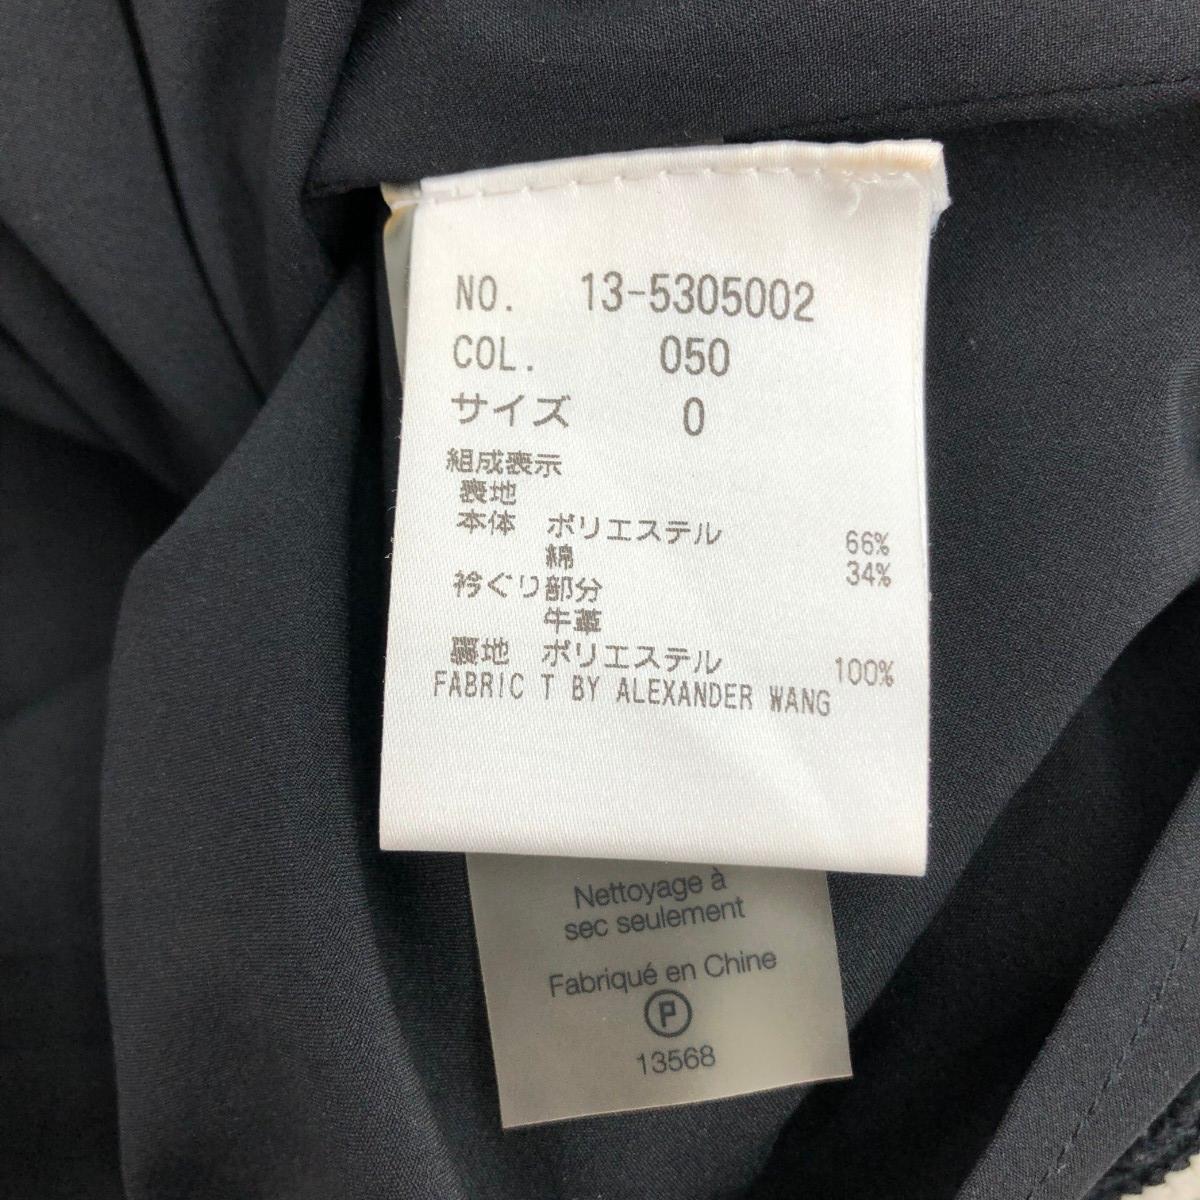 NO. 13-5305002
COL. 050
サイズ 0
組成表示
表地
本体 ポリエステル 66%
綿 34%
衿ぐり部分
牛革
裏地 ポリエステル 100%
FABRIC T BY ALEXANDER WANG
Nettoyage à
sec seulement
Fabriqué en Chine
P
13568